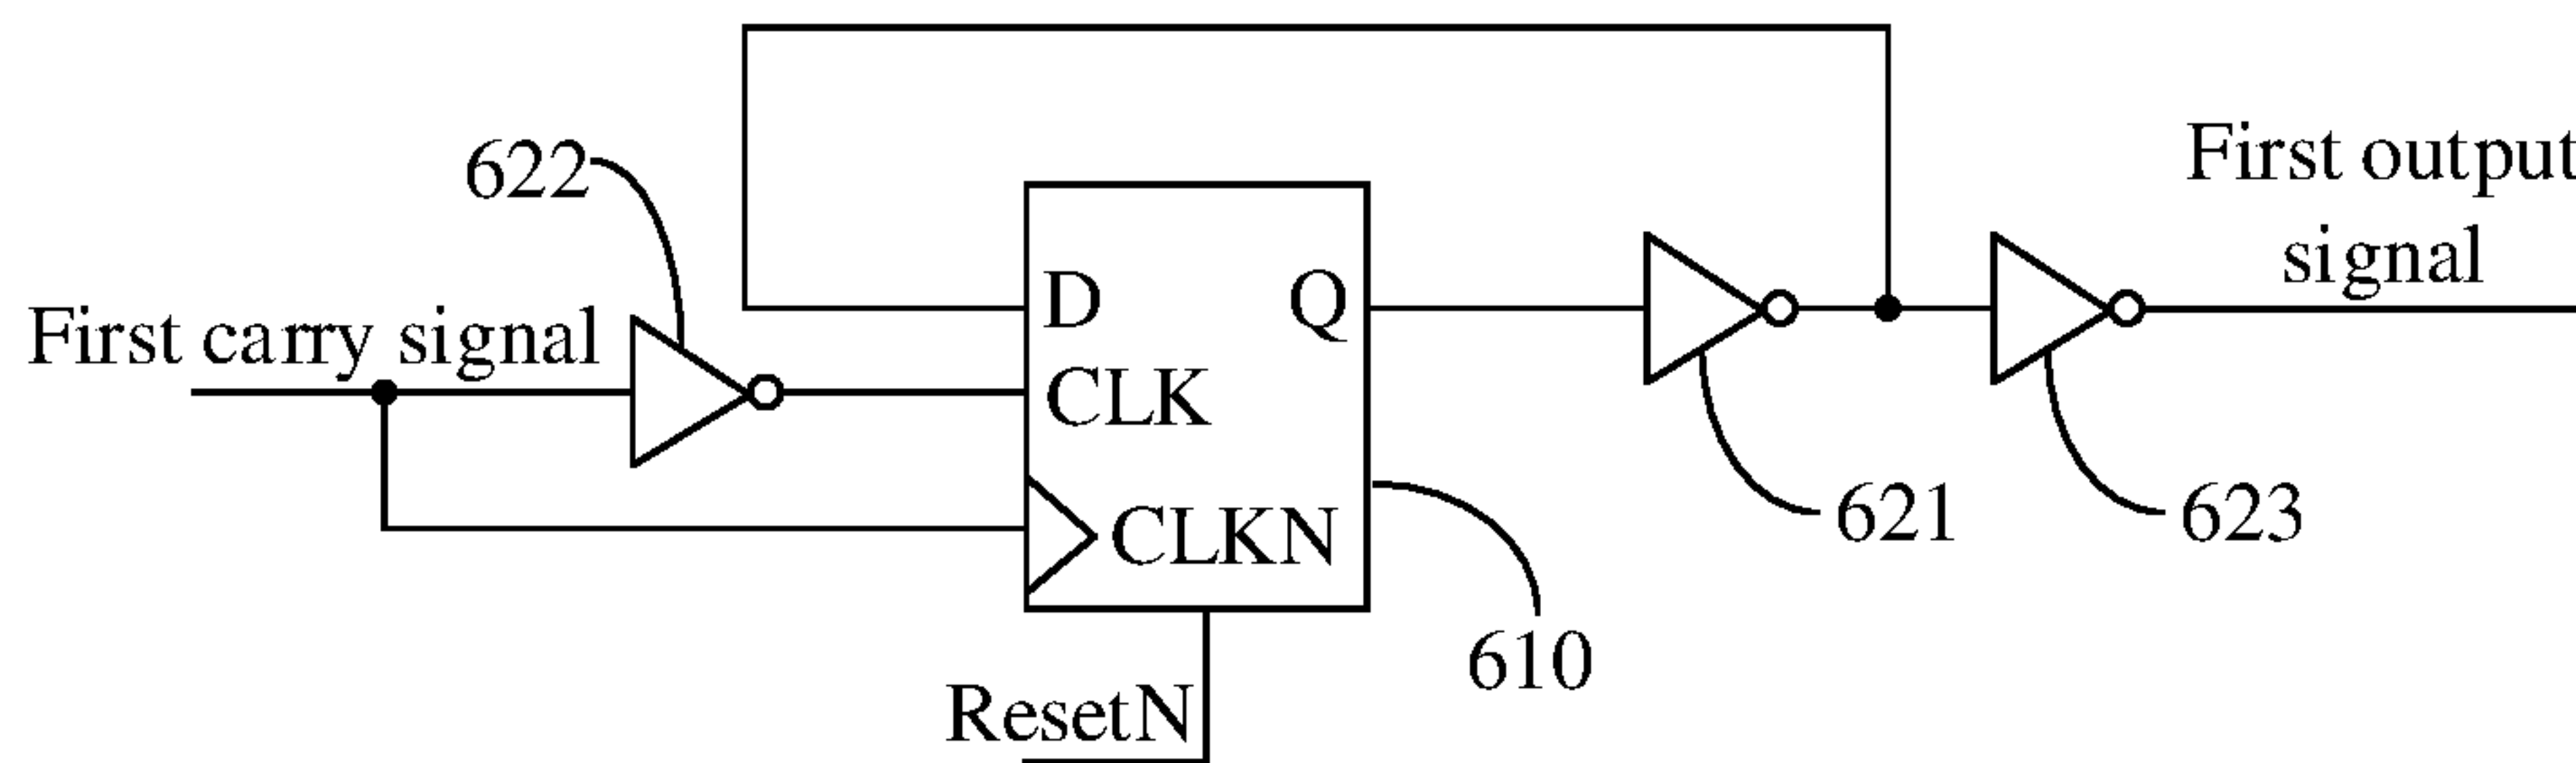 First output
signal
622
First carry signal
D
Q
CLK
CLKN
621
623
610
ResetN